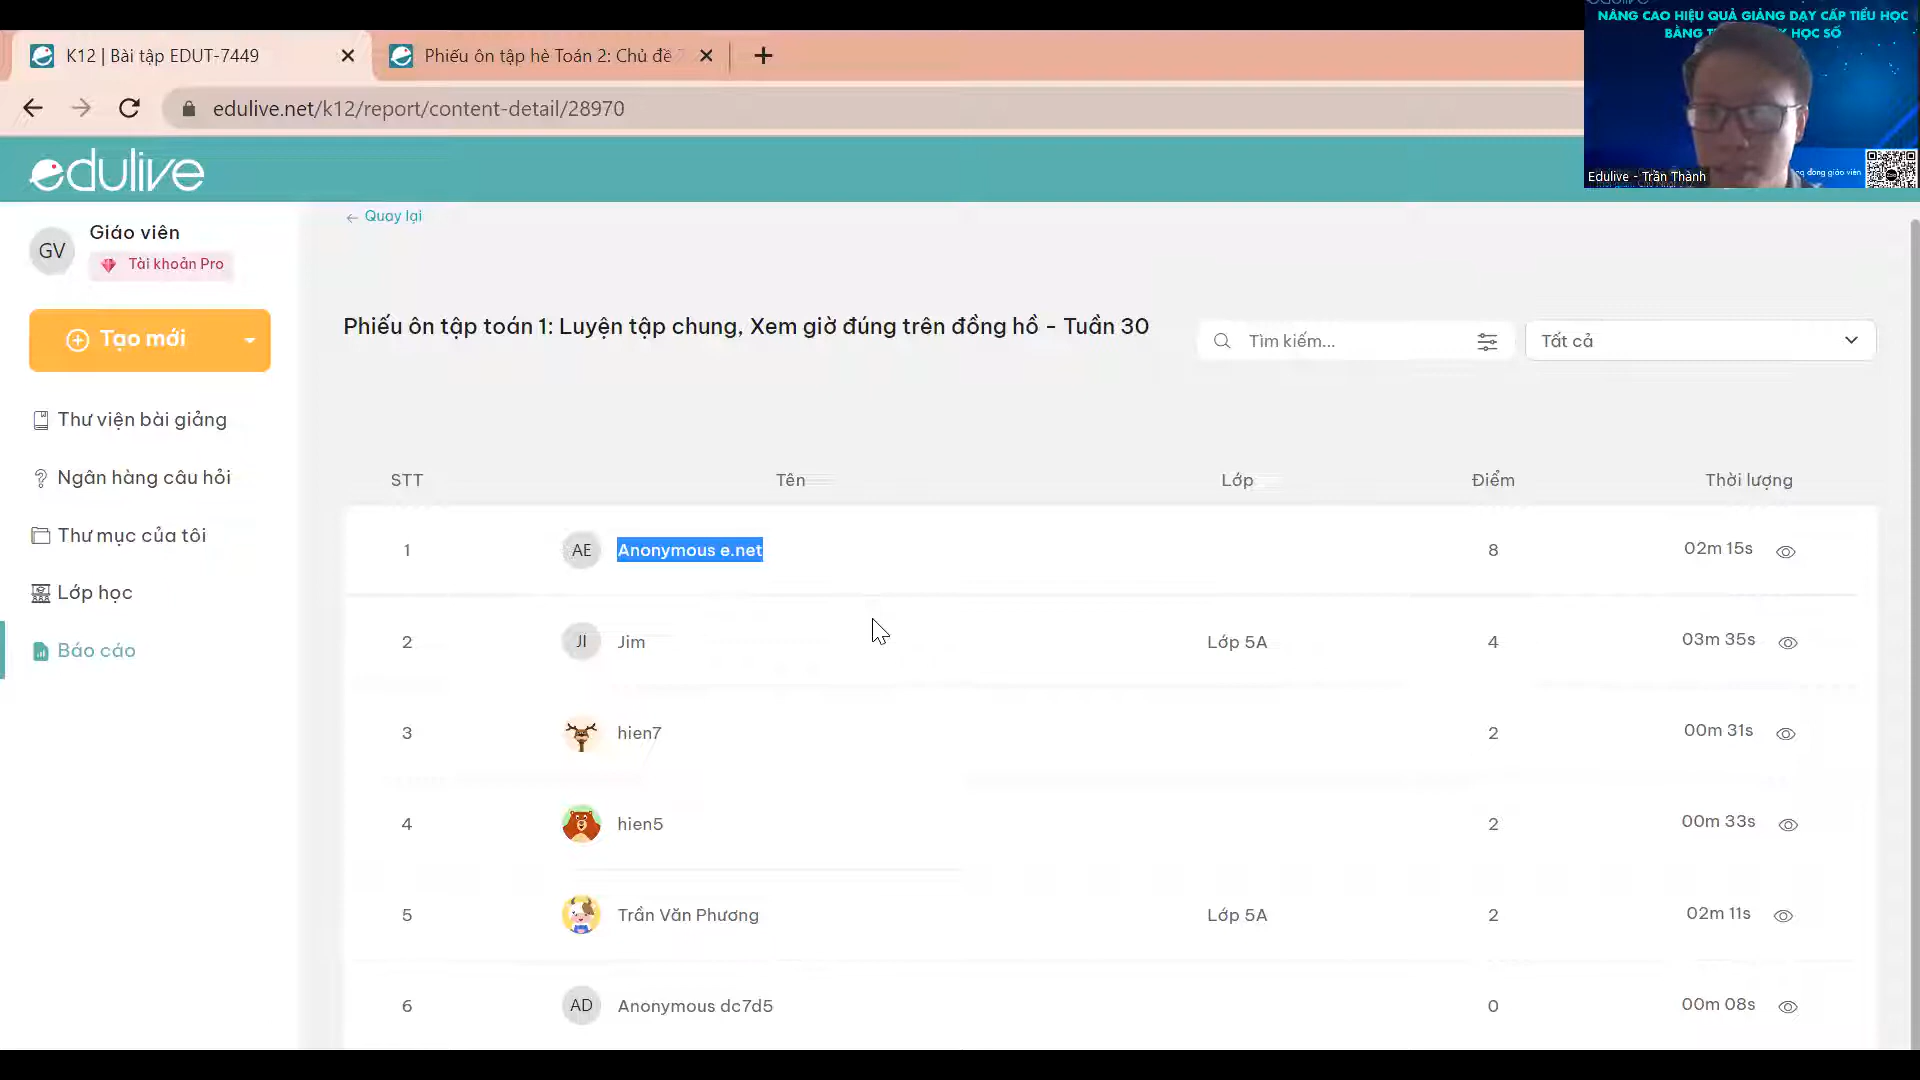 K12 | Bài tập EDUT-7449
Phiếu ôn tập hè Toán 2: Chủ đề
edulive.net/k12/report/content-detail/28970
edulive
NÂNG CAO HIỆU QUẢ GIẢNG DẠY CẤP TIỂU HỌC
HỌC SỐ
Edulive - Trần Thành
đồng giáo viên
GV
Giáo viên
Tài khoản Pro
Tạo mới
Thư viện bài giảng
Ngân hàng câu hỏi
Thư mục của tôi
Lớp học
Báo cáo
← Quay lại
Phiếu ôn tập toán 1: Luyện tập chung, Xem giờ đúng trên đồng hồ - Tuần 30
Tìm kiếm...
Tất cả
STT Tên Lớp Điểm Thời lượng
1 AE Anonymous e.net 8 02m 15s
2 JI Jim Lớp 5A 4 03m 35s
3 hien7 2 00m 31s
4 hien5 2 00m 33s
5 Trần Văn Phương Lớp 5A 2 02m 11s
6 AD Anonymous dc7d5 0 00m 08s